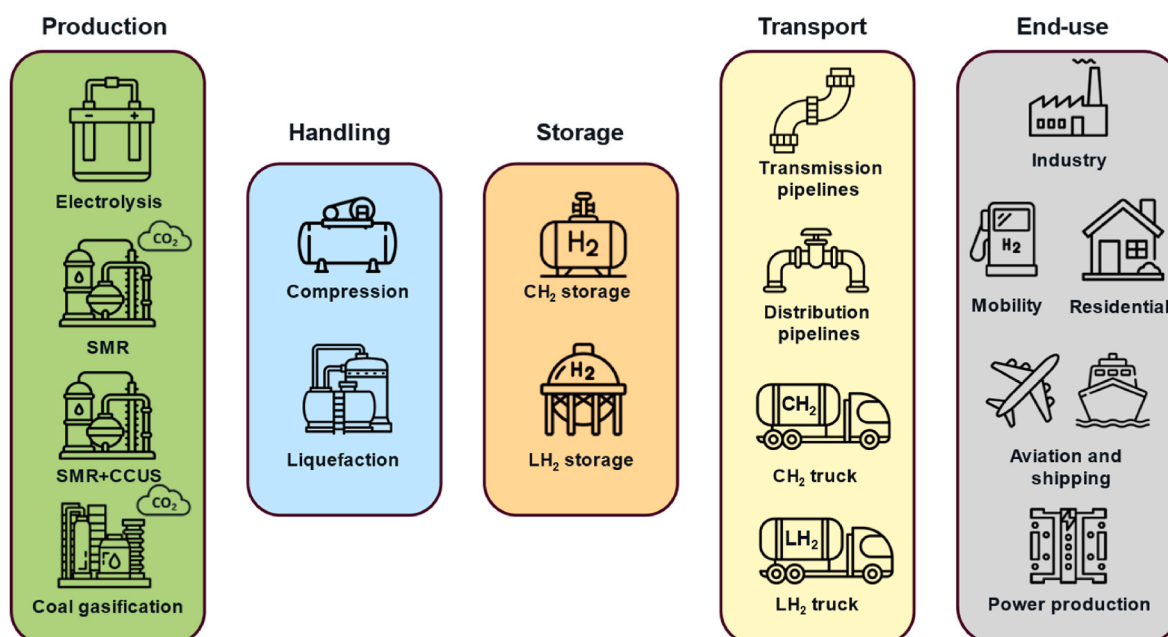 Production
Electrolysis
CO₂
SMR
SMR+CCUS
CO₂
Coal gasification
Handling
Compression
Liquefaction
Storage
H₂
CH₂ storage
H₂
LH₂ storage
Transport
Transmission
pipelines
Distribution
pipelines
CH₂
CH₂ truck
LH₂
LH₂ truck
End-use
Industry
H₂
Mobility
Residential
Aviation and
shipping
Power production